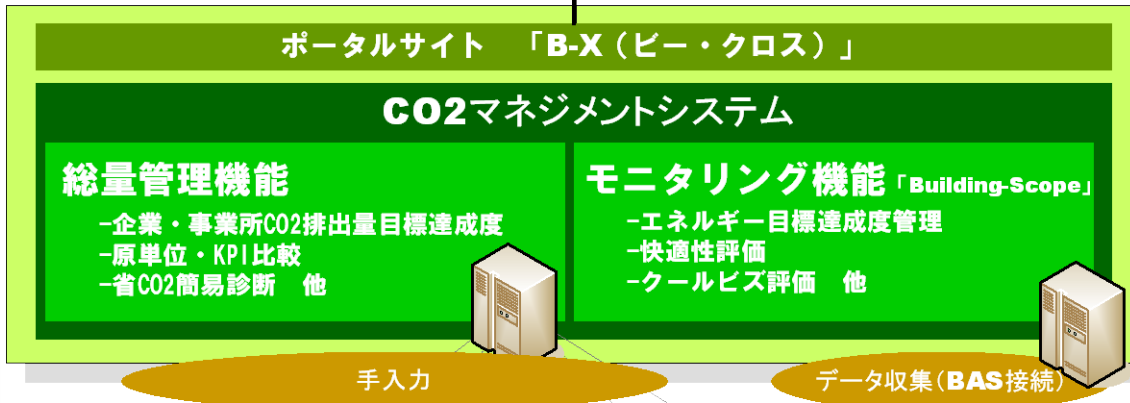 ポータルサイト 「B-X（ビー・クロス）」
CO2マネジメントシステム
総量管理機能
-企業・事業所CO2排出量目標達成度
-原単位・KPI比較
-省CO2簡易診断 他
モニタリング機能「Building-Scope」
-エネルギー目標達成度管理
-快適性評価
-クールビズ評価 他
手入力
データ収集（BAS接続）